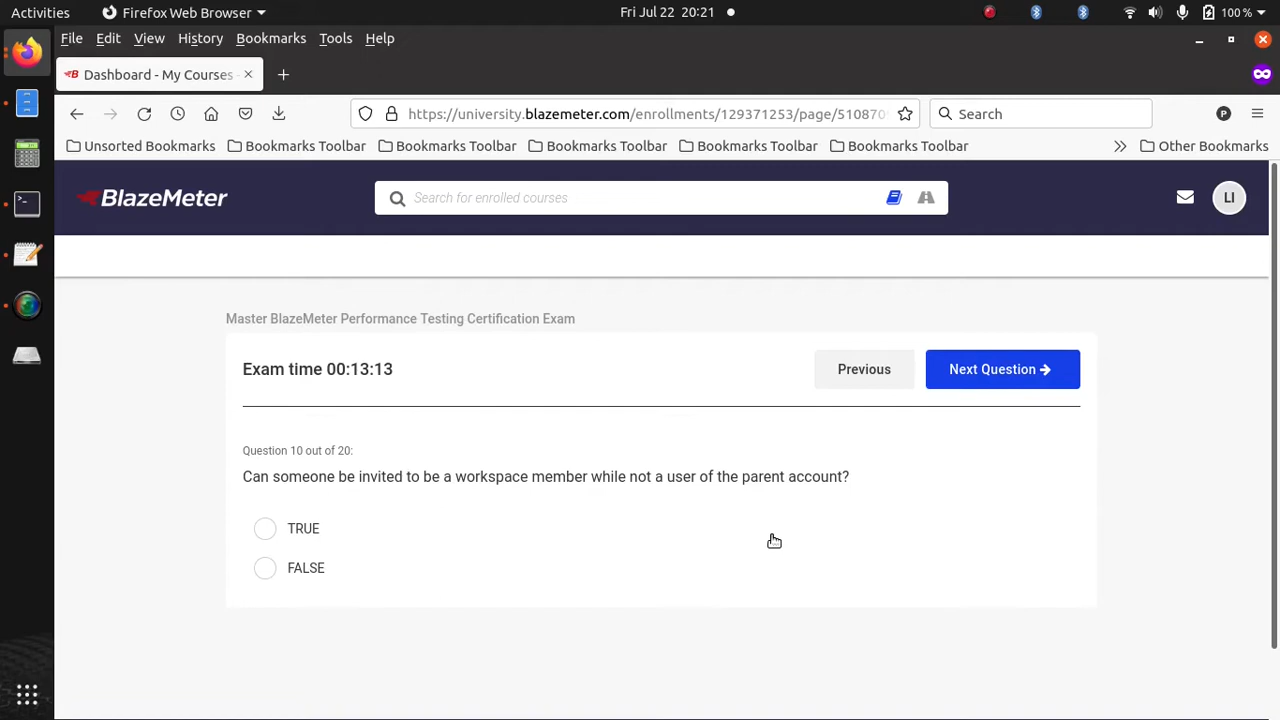 Activities Firefox Web Browser Fri Jul 22 20:21 100 %
File Edit View History Bookmarks Tools Help
Dashboard - My Courses
https://university.blazemeter.com/enrollments/129371253/page/510870 Search P
Unsorted Bookmarks Bookmarks Toolbar Bookmarks Toolbar Bookmarks Toolbar Bookmarks Toolbar Bookmarks Toolbar Other Bookmarks
BlazeMeter Search for enrolled courses LI
Master BlazeMeter Performance Testing Certification Exam
Exam time 00:13:13 Previous Next Question
Question 10 out of 20:
Can someone be invited to be a workspace member while not a user of the parent account?
TRUE
FALSE